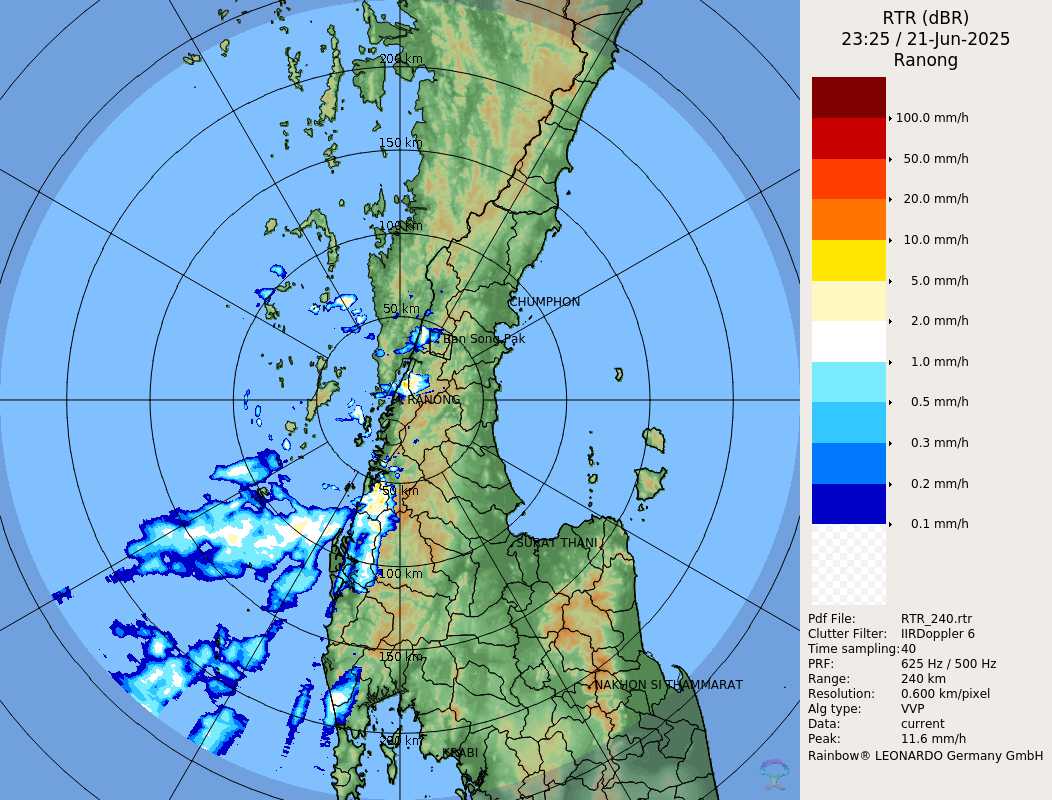 RTR (dBR)
23:25 / 21-Jun-2025
Ranong
100.0 mm/h
50.0 mm/h
20.0 mm/h
10.0 mm/h
5.0 mm/h
2.0 mm/h
1.0 mm/h
0.5 mm/h
0.3 mm/h
0.2 mm/h
0.1 mm/h
Pdf File: RTR_240.rtr
Clutter Filter: IIRDoppler 6
Time sampling:40
PRF: 625 Hz / 500 Hz
Range: 240 km
Resolution: 0.600 km/pixel
Alg type: VVP
Data: current
Peak: 11.6 mm/h
Rainbow® LEONARDO Germany GmbH
200 km
150 km
100 km
50 km
CHUMPHON
Ban Song Pak
RANONG
50 km
SURAT THANI
100 km
150 km
NAKHON SI THAMMARAT
200 km
KRABI